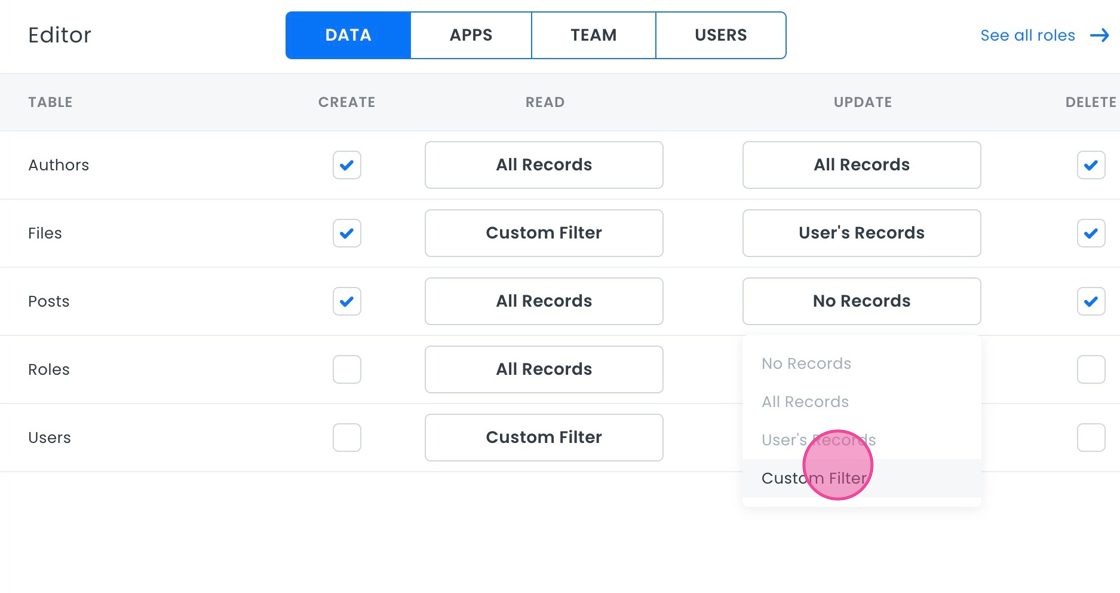 Editor
DATA
APPS
TEAM
USERS
See all roles
TABLE
CREATE
READ
UPDATE
DELETE
Authors
All Records
All Records
Files
Custom Filter
User's Records
Posts
All Records
No Records
Roles
All Records
Users
Custom Filter
No Records
All Records
User's Records
Custom Filter